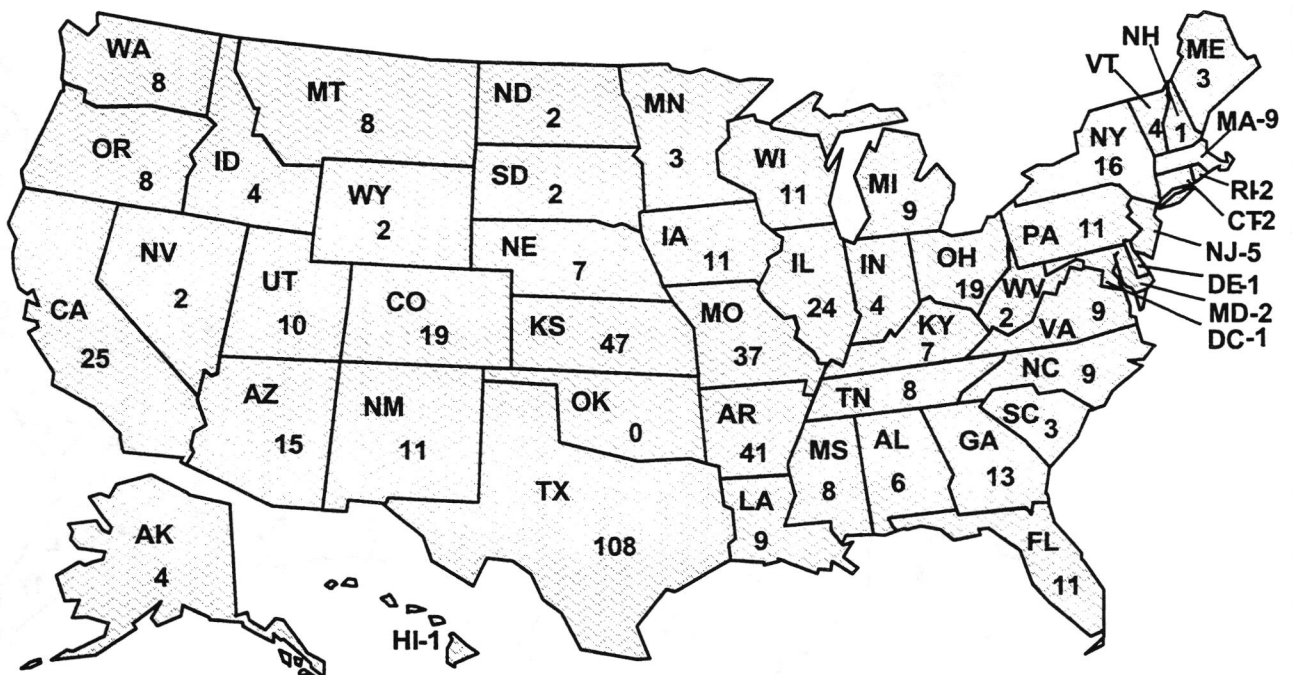 WA
8
OR
8
ID
4
MT
8
ND
2
MN
3
SD
2
WY
2
NE
7
NV
2
UT
10
CO
19
KS
47
CA
25
AZ
15
NM
11
OK
0
TX
108
IA
11
MO
37
AR
41
LA
9
WI
11
IL
24
MI
9
IN
4
OH
19
KY
7
TN
8
MS
8
AL
6
GA
13
FL
11
SC
3
NC
9
VA
9
WV
2
PA
11
NY
16
VT
4
NH
1
ME
3
MA-9
RI-2
CT-2
NJ-5
DE-1
MD-2
DC-1
AK
4
HI-1